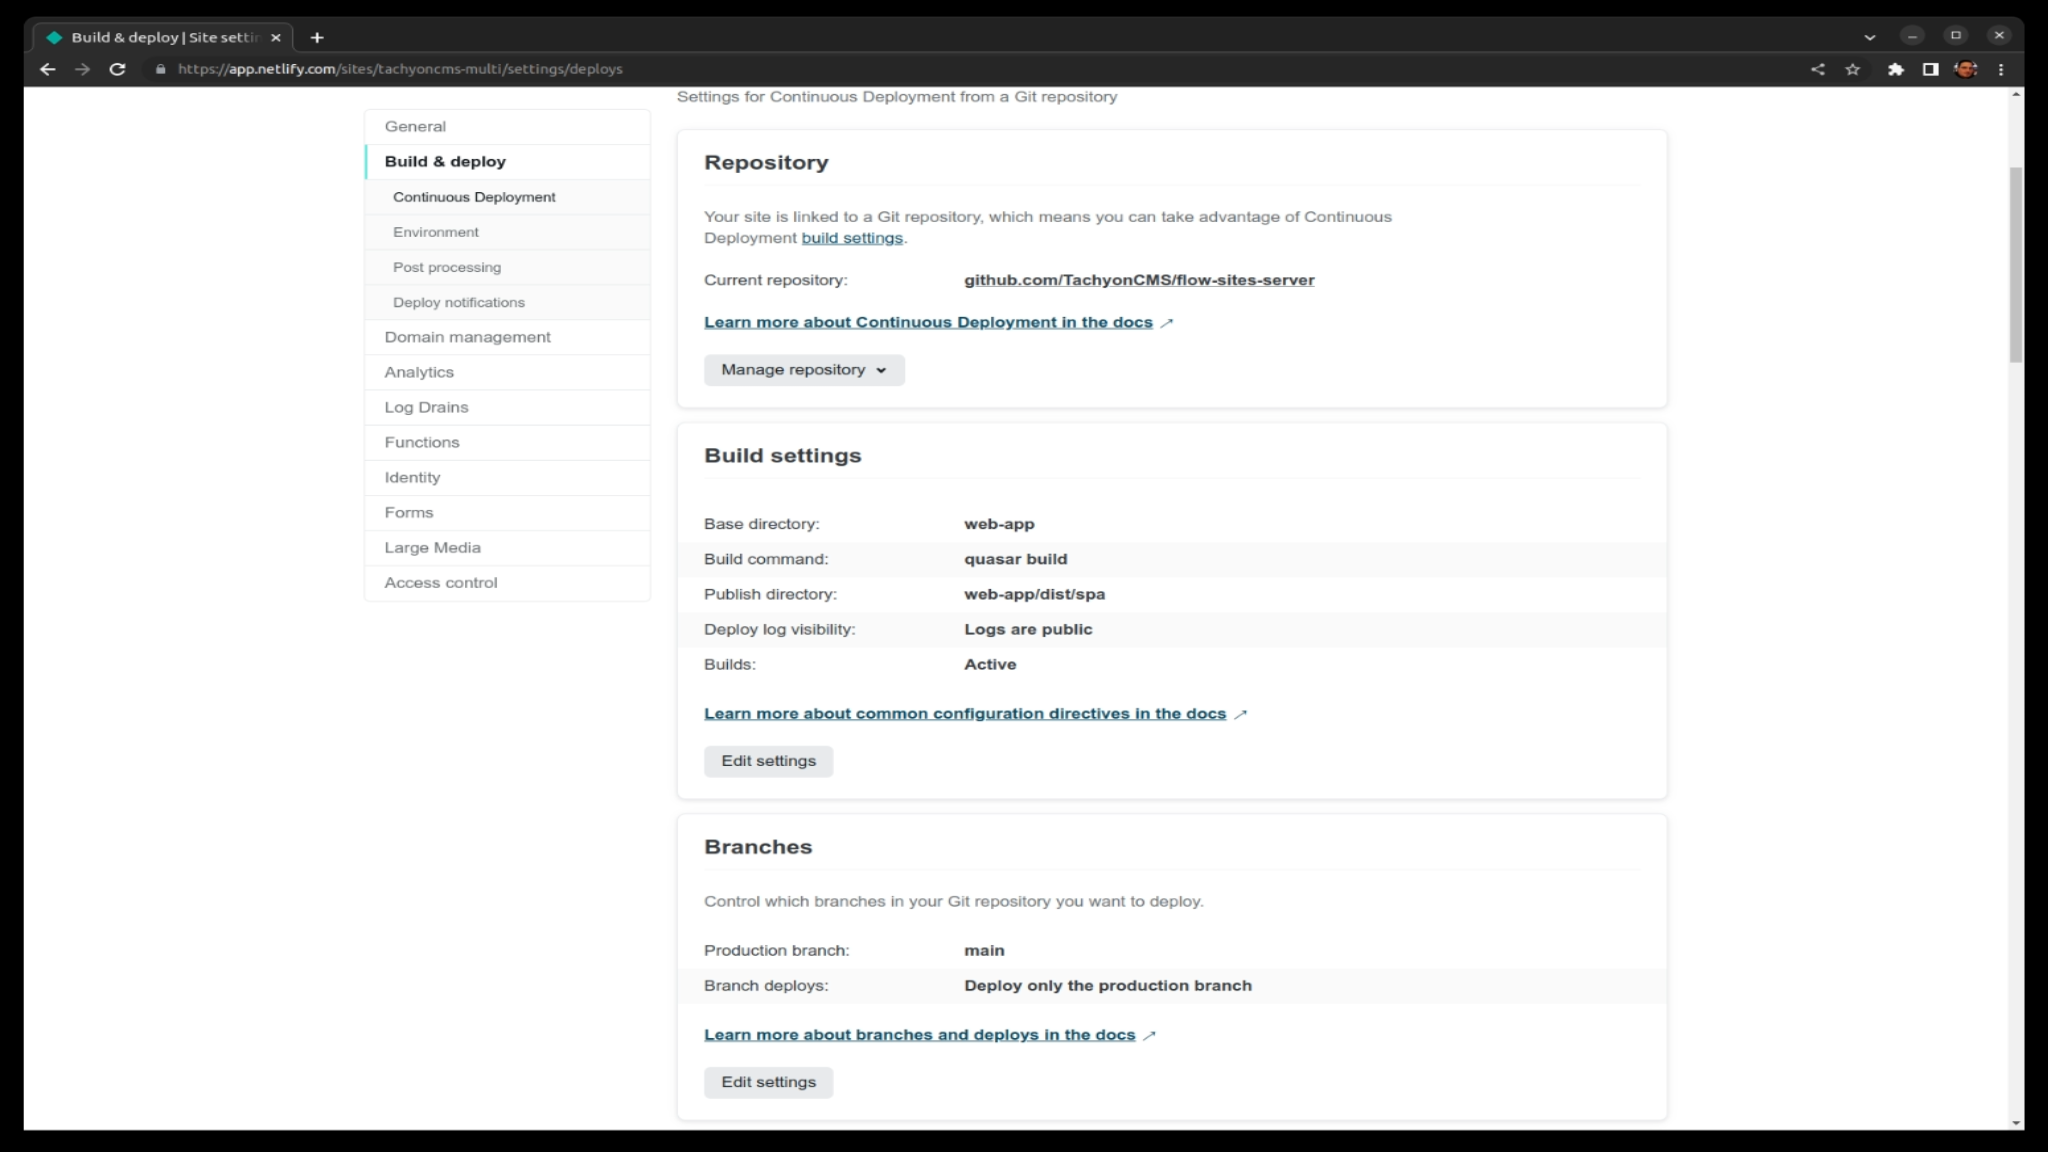 Build & deploy | Site settin
https://app.netlify.com/sites/tachyoncms-multi/settings/deploys
Settings for Continuous Deployment from a Git repository
General
Build & deploy
Continuous Deployment
Environment
Post processing
Deploy notifications
Domain management
Analytics
Log Drains
Functions
Identity
Forms
Large Media
Access control
Repository
Your site is linked to a Git repository, which means you can take advantage of Continuous
Deployment build settings.
Current repository: github.com/TachyonCMS/flow-sites-server
Learn more about Continuous Deployment in the docs
Manage repository
Build settings
Base directory: web-app
Build command: quasar build
Publish directory: web-app/dist/spa
Deploy log visibility: Logs are public
Builds: Active
Learn more about common configuration directives in the docs
Edit settings
Branches
Control which branches in your Git repository you want to deploy.
Production branch: main
Branch deploys: Deploy only the production branch
Learn more about branches and deploys in the docs
Edit settings